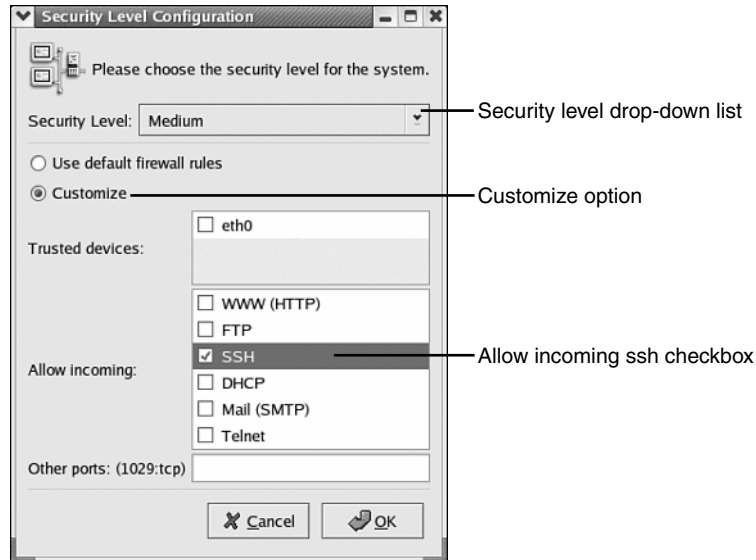 Security Level Configuration
Please choose the security level for the system.
Security Level: Medium
Security level drop-down list
Use default firewall rules
Customize
Customize option
Trusted devices:
eth0
Allow incoming:
WWW (HTTP)
FTP
SSH
Allow incoming ssh checkbox
DHCP
Mail (SMTP)
Telnet
Other ports: (1029:tcp)
Cancel
OK